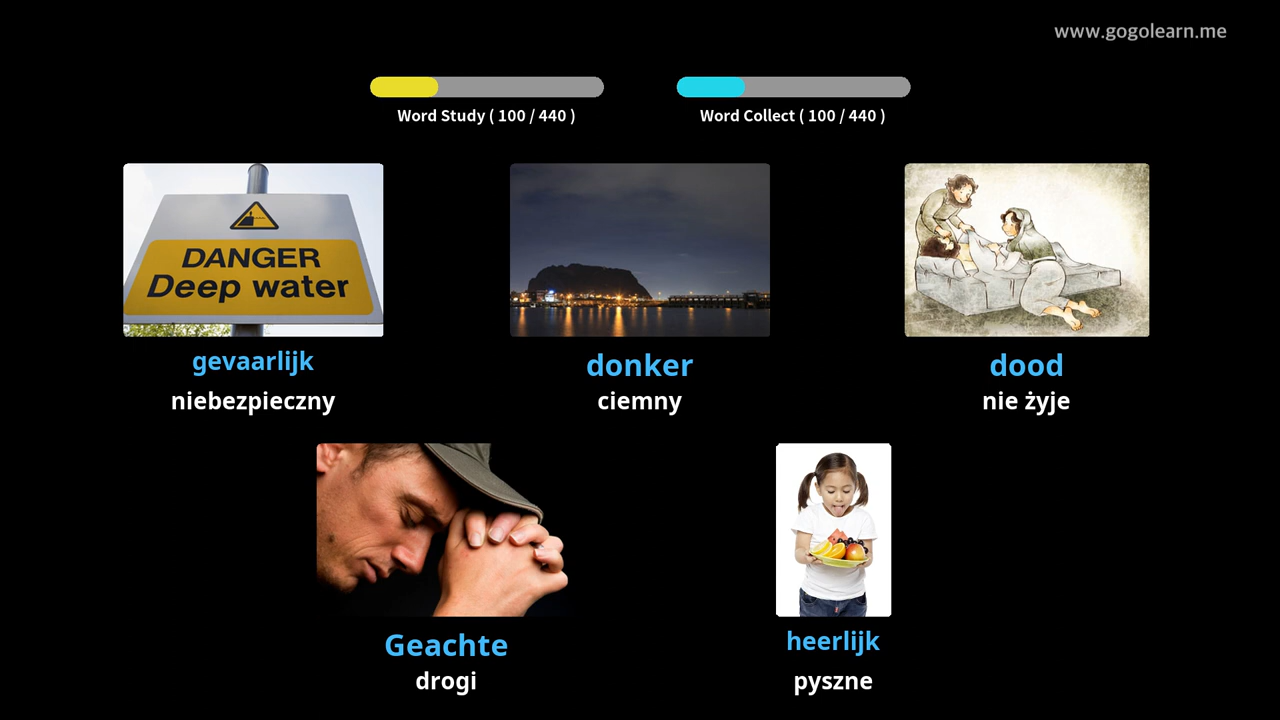 www.gogolearn.me
Word Study ( 100 / 440 )
Word Collect ( 100 / 440 )
DANGER
Deep water
gevaarlijk
niebezpieczny
donker
ciemny
dood
nie żyje
Geachte
drogi
heerlijk
pyszne